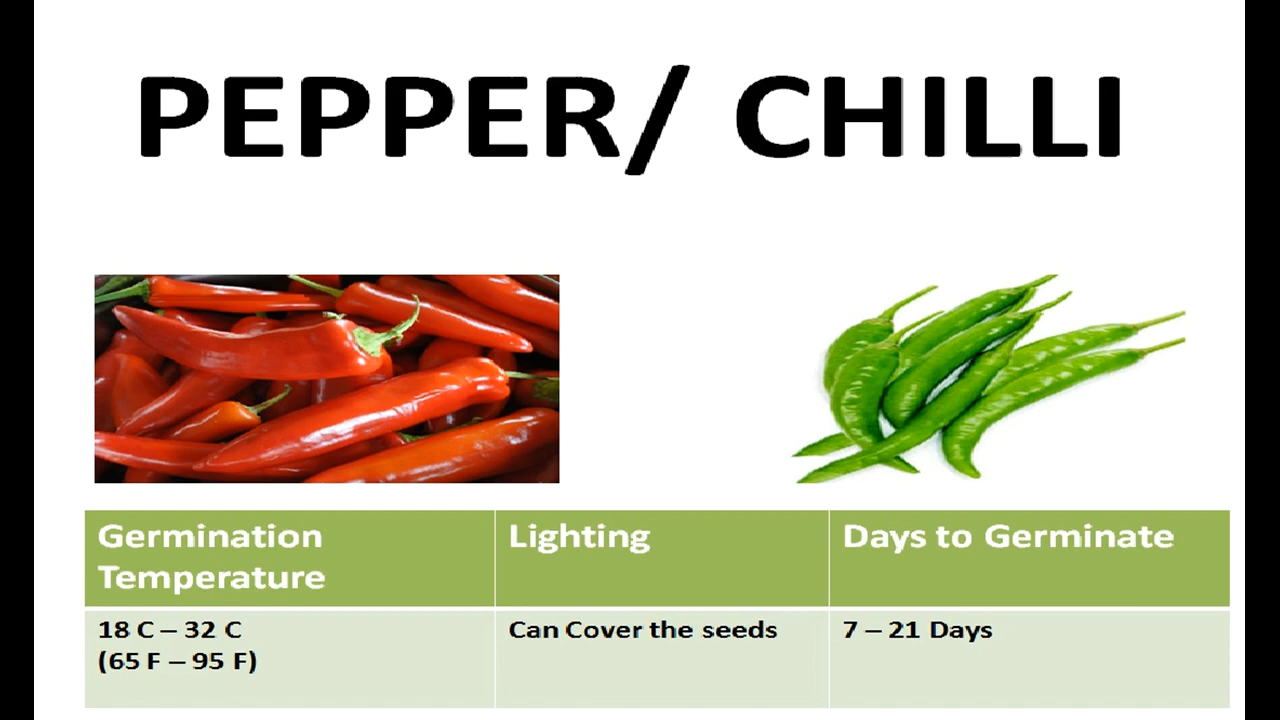 PEPPER/ CHILLI
Germination
Temperature
Lighting
Days to Germinate
18 C – 32 C
(65 F – 95 F)
Can Cover the seeds
7 – 21 Days